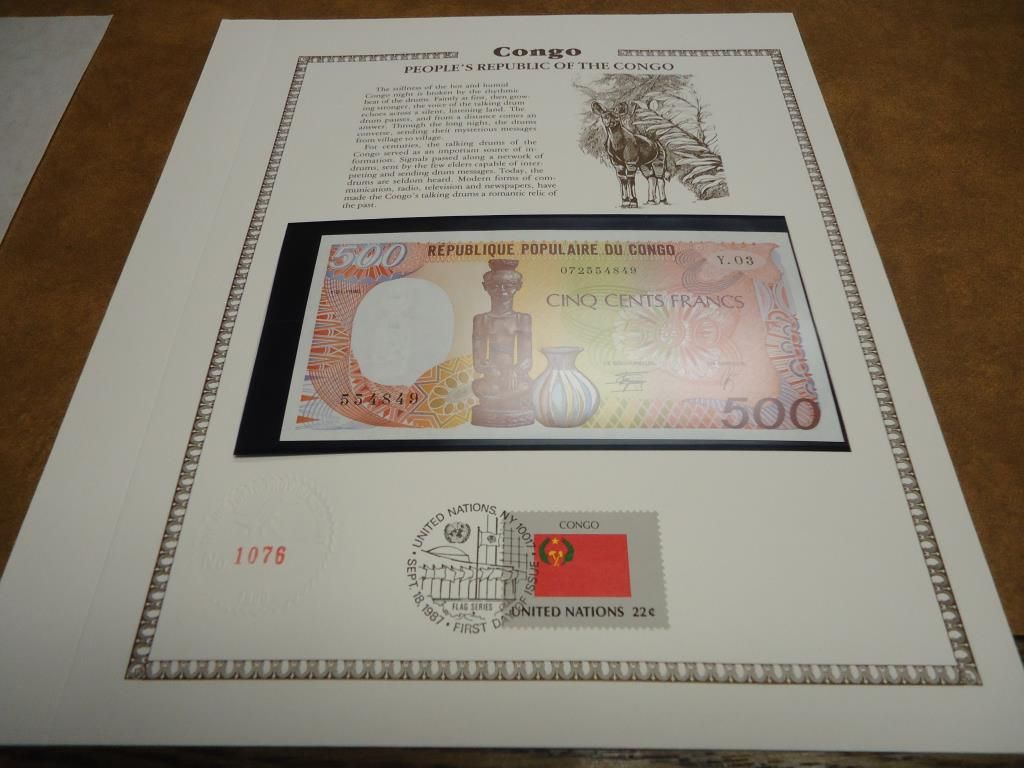 Congo
PEOPLE'S REPUBLIC OF THE CONGO
The stillness of the hot and humid
Congo night is broken by the rhythmic
beat of the drums. Faintly at first, then grow-
ing stronger, the voice of the talking drum
echoes across a silent, listening land. The
drum pauses, and from a distance comes an
answer. Through the long night, the drums
converse, sending their mysterious messages
from village to village.
For centuries, the talking drums of the
Congo served as an important source of in-
formation. Signals passed along a network of
drums, sent by the few elders capable of inter-
preting and sending drum messages. Today, the
drums are seldom heard. Modern forms of com-
munication, radio, television and newspapers, have
made the Congo's talking drums a romantic relic of
the past.
500
RÉPUBLIQUE POPULAIRE DU CONGO
072554849
Y.03
CINQ CENTS FRANCS
554849
500
No 1076
UNITED NATIONS, NY 10017
SEPT. 18, 1987 • FIRST DAY OF ISSUE
FLAG SERIES
CONGO
UNITED NATIONS 22¢